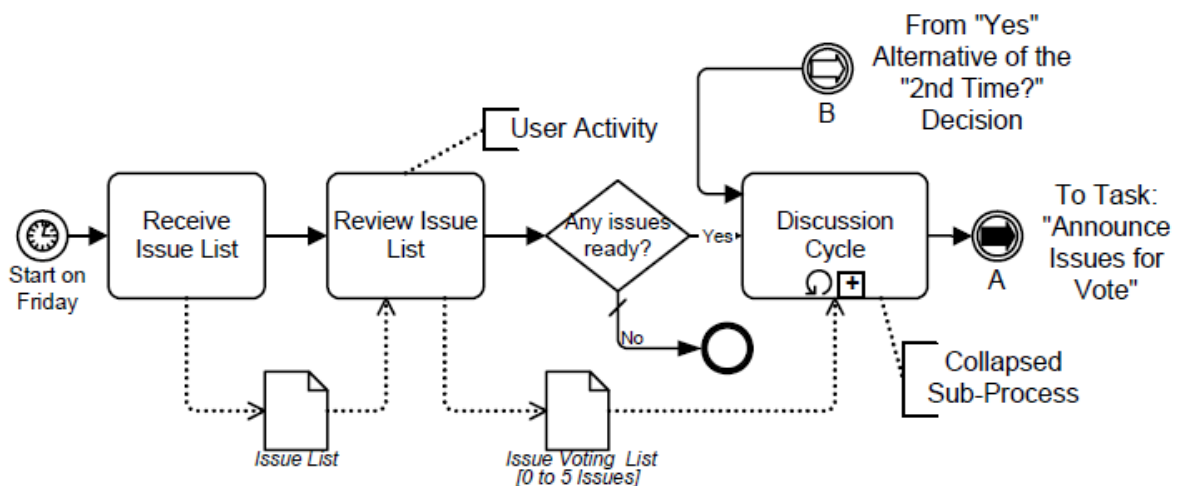 From "Yes"
Alternative of the
"2nd Time?"
Decision
B
User Activity
Receive
Issue List
Review Issue
List
Any issues
ready?
Yes
Discussion
Cycle
+
To Task:
"Announce
Issues for
Vote"
A
Start on
Friday
No
Collapsed
Sub-Process
Issue List
Issue Voting List
[0 to 5 Issues]